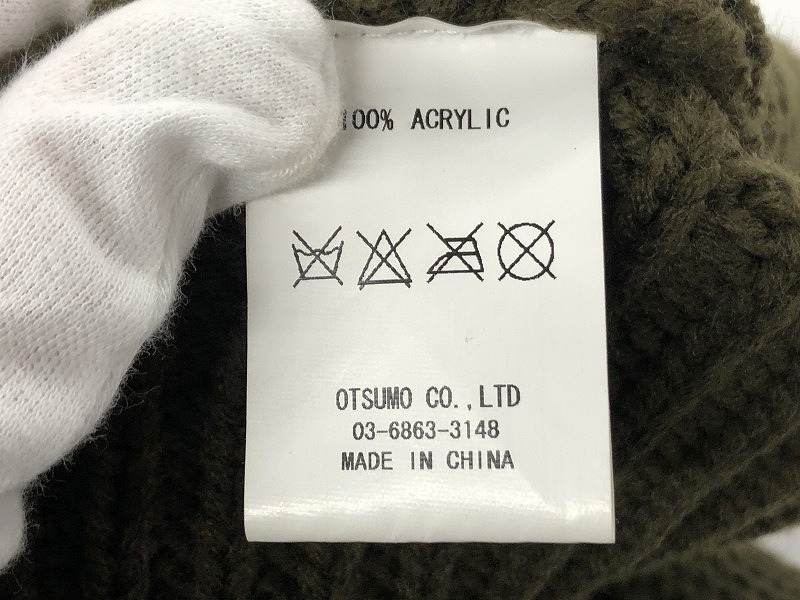 100% ACRYLIC
OTSUMO CO.,LTD
03-6863-3148
MADE IN CHINA